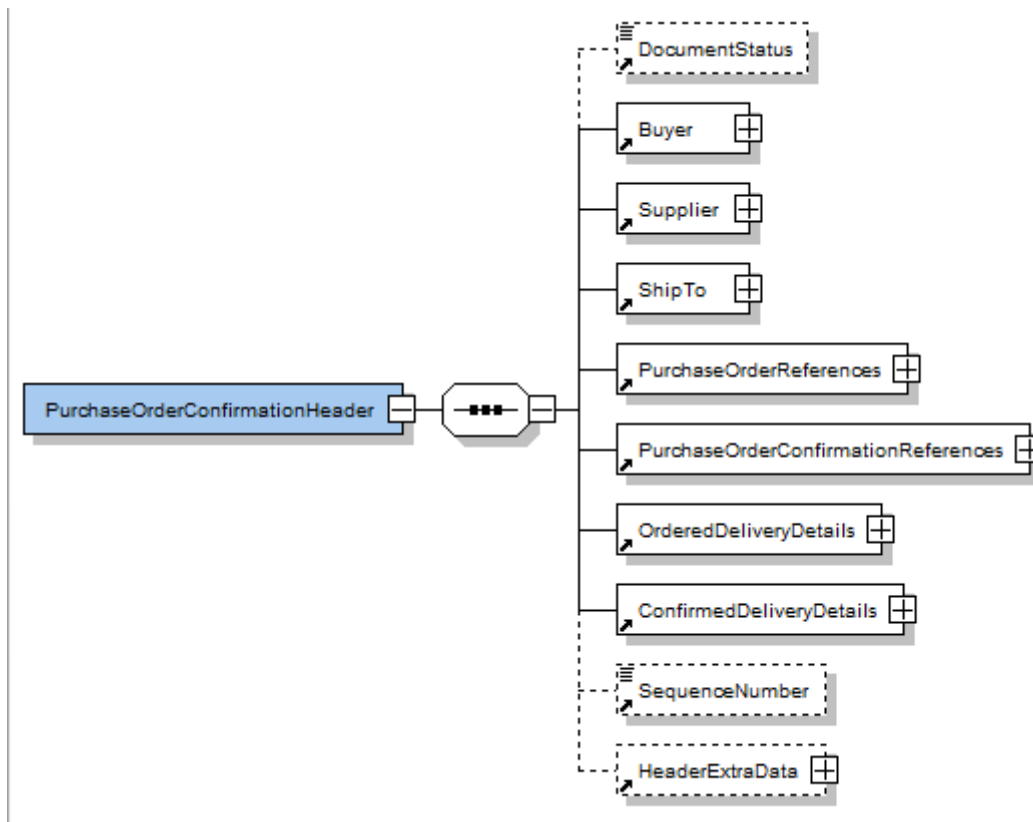 DocumentStatus
Buyer
Supplier
ShipTo
PurchaseOrderReferences
PurchaseOrderConfirmationHeader
PurchaseOrderConfirmationReferences
OrderedDeliveryDetails
ConfirmedDeliveryDetails
SequenceNumber
HeaderExtraData